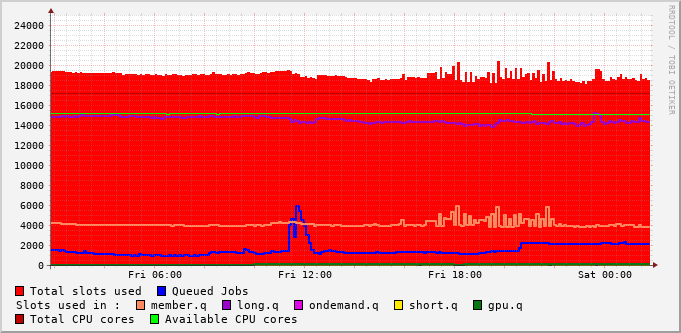 24000
22000
20000
18000
16000
14000
12000
10000
8000
6000
4000
2000
0
Fri 06:00 Fri 12:00 Fri 18:00 Sat 00:00
RRDTOOL / TOBI OETIKER
Total slots used Queued Jobs
Slots used in : member.q long.q ondemand.q short.q gpu.q
Total CPU cores Available CPU cores